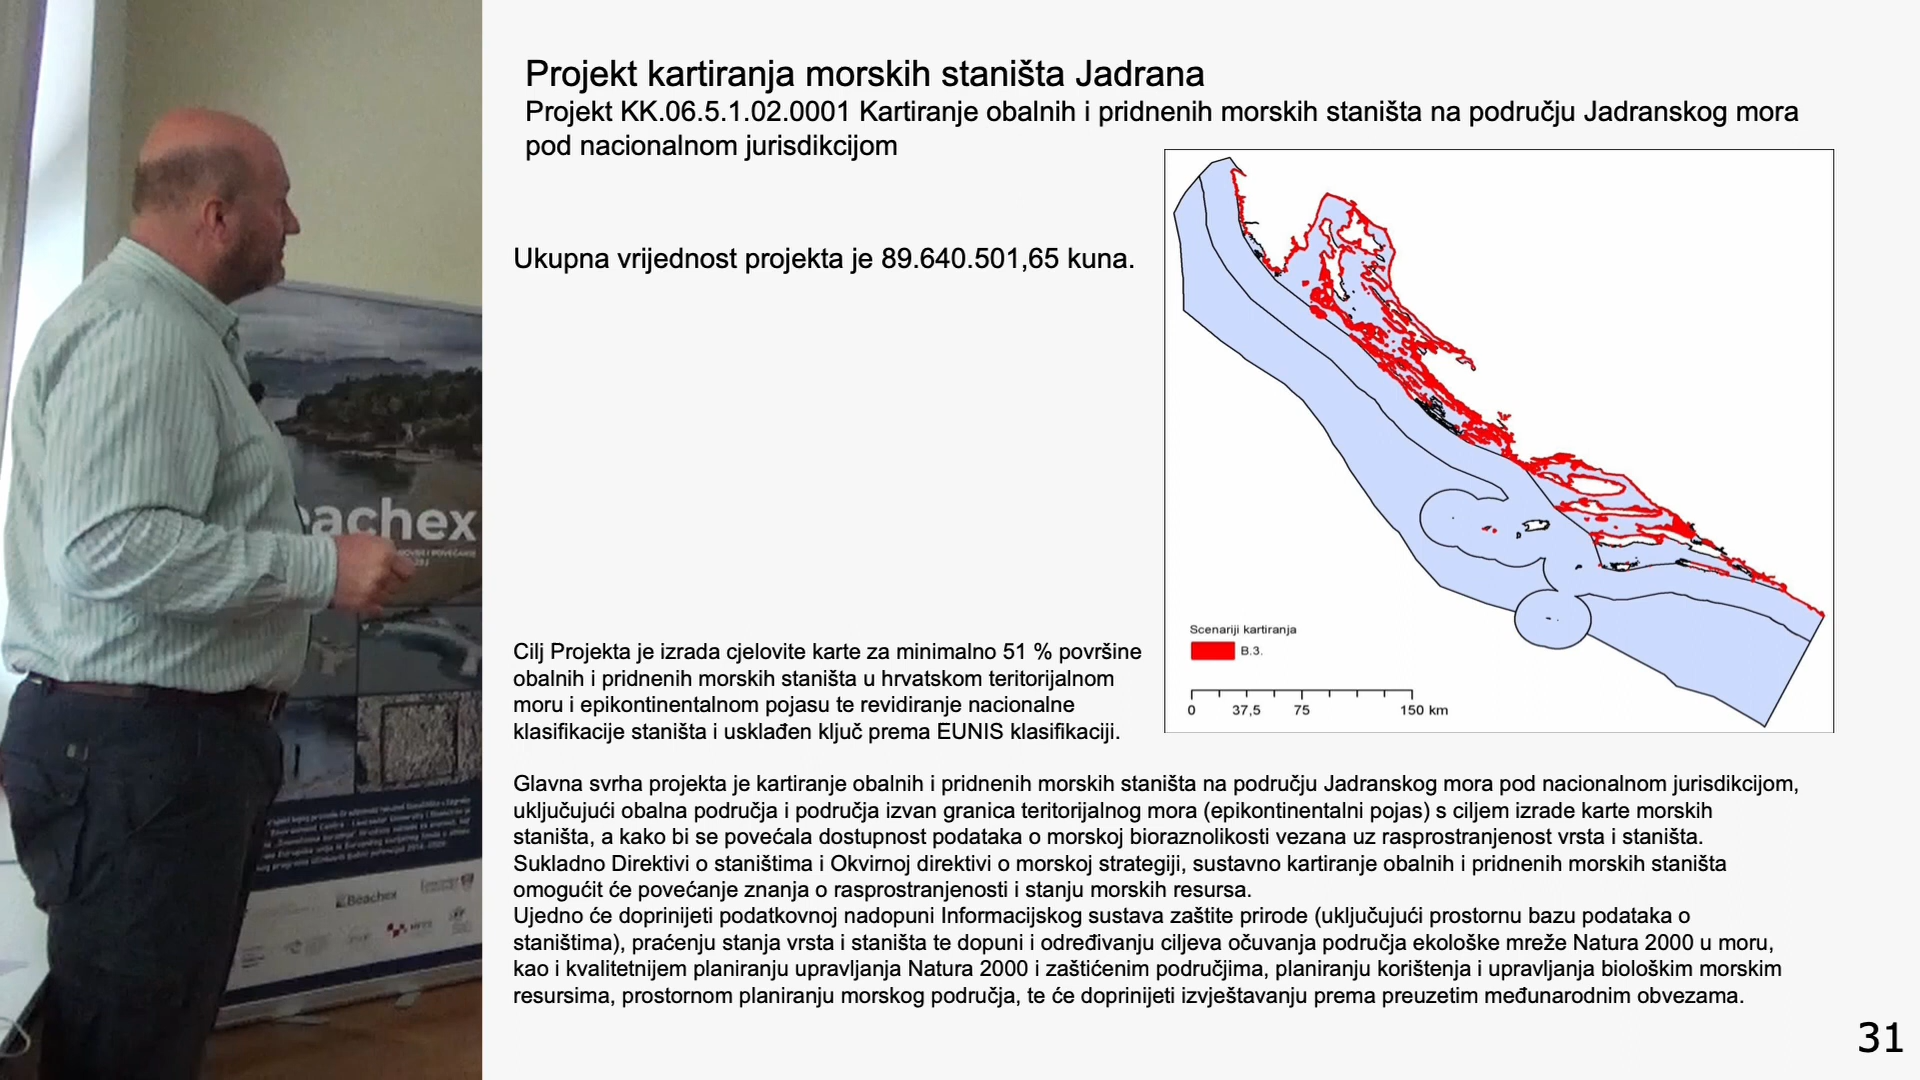 Projekt kartiranja morskih staništa Jadrana
Projekt KK.06.5.1.02.0001 Kartiranje obalnih i pridnenih morskih staništa na području Jadranskog mora
pod nacionalnom jurisdikcijom
Ukupna vrijednost projekta je 89.640.501,65 kuna.
Scenariji kartiranja
B.3.
0 37,5 75 150 km
Cilj Projekta je izrada cjelovite karte za minimalno 51 % površine
obalnih i pridnenih morskih staništa u hrvatskom teritorijalnom
moru i epikontinentalnom pojasu te revidiranje nacionalne
klasifikacije staništa i usklađen ključ prema EUNIS klasifikaciji.
Glavna svrha projekta je kartiranje obalnih i pridnenih morskih staništa na području Jadranskog mora pod nacionalnom jurisdikcijom,
uključujući obalna područja i područja izvan granica teritorijalnog mora (epikontinentalni pojas) s ciljem izrade karte morskih
staništa, a kako bi se povećala dostupnost podataka o morskoj bioraznolikosti vezana uz rasprostranjenost vrsta i staništa.
Sukladno Direktivi o staništima i Okvirnoj direktivi o morskoj strategiji, sustavno kartiranje obalnih i pridnenih morskih staništa
omogućit će povećanje znanja o rasprostranjenosti i stanju morskih resursa.
Ujedno će doprinijeti podatkovnoj nadopuni Informacijskog sustava zaštite prirode (uključujući prostornu bazu podataka o
staništima), praćenju stanja vrsta i staništa te dopuni i određivanju ciljeva očuvanja područja ekološke mreže Natura 2000 u moru,
kao i kvalitetnijem planiranju upravljanja Natura 2000 i zaštićenim područjima, planiranju korištenja i upravljanja biološkim morskim
resursima, prostornom planiranju morskog područja, te će doprinijeti izvještavanju prema preuzetim međunarodnim obvezama.
31
eachex
Beachex